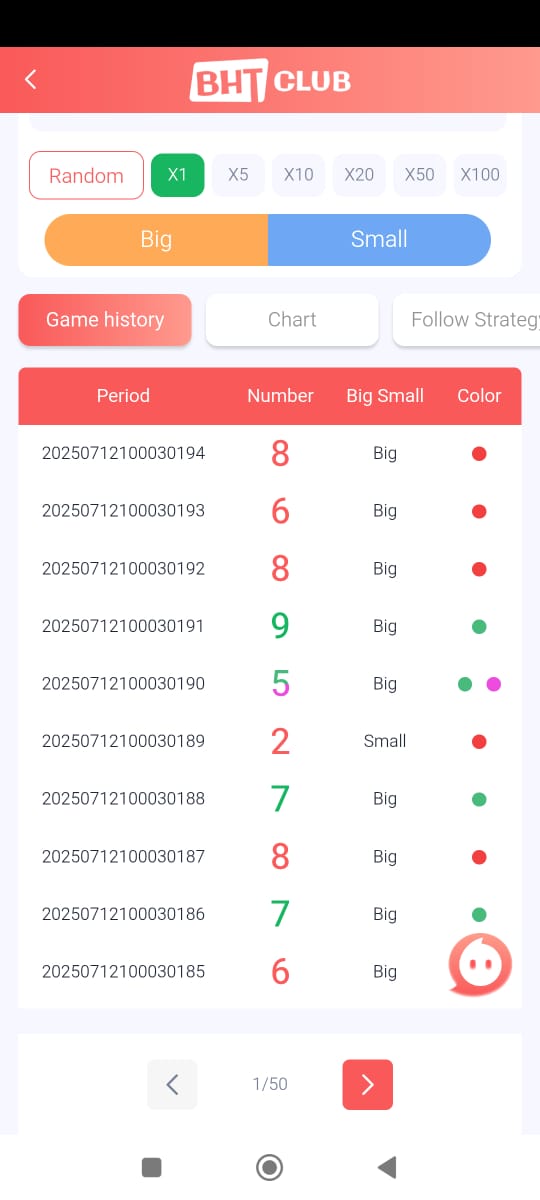 BHT CLUB
Random X1 X5 X10 X20 X50 X100
Big Small
Game history Chart Follow Strategy
Period Number Big Small Color
20250712100030194 8 Big
20250712100030193 6 Big
20250712100030192 8 Big
20250712100030191 9 Big
20250712100030190 5 Big
20250712100030189 2 Small
20250712100030188 7 Big
20250712100030187 8 Big
20250712100030186 7 Big
20250712100030185 6 Big
1/50